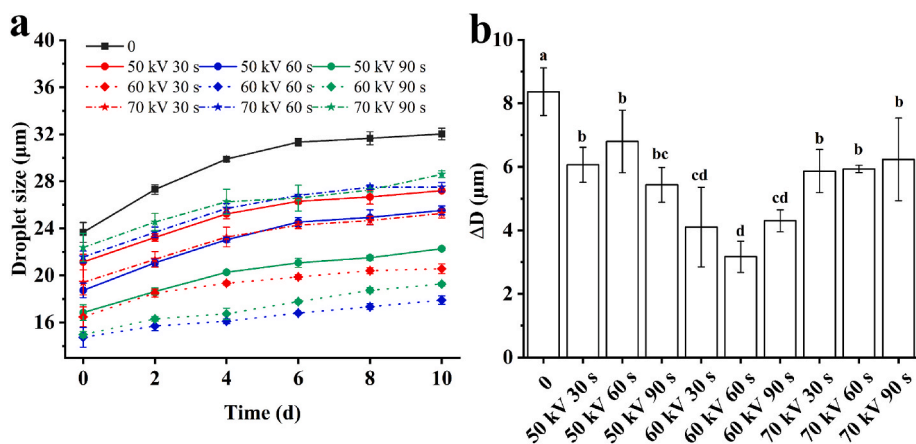 a
40
36
32
28
24
20
16
Droplet size (μm)
0
50 kV 30 s 50 kV 60 s 50 kV 90 s
60 kV 30 s 60 kV 60 s 60 kV 90 s
70 kV 30 s 70 kV 60 s 70 kV 90 s
0 2 4 6 8 10
Time (d)
b
10
8
6
4
2
0
ΔD (μm)
a b b bc cd d cd b b b
0 50 kV 30 s 50 kV 60 s 50 kV 90 s 60 kV 30 s 60 kV 60 s 60 kV 90 s 70 kV 30 s 70 kV 60 s 70 kV 90 s